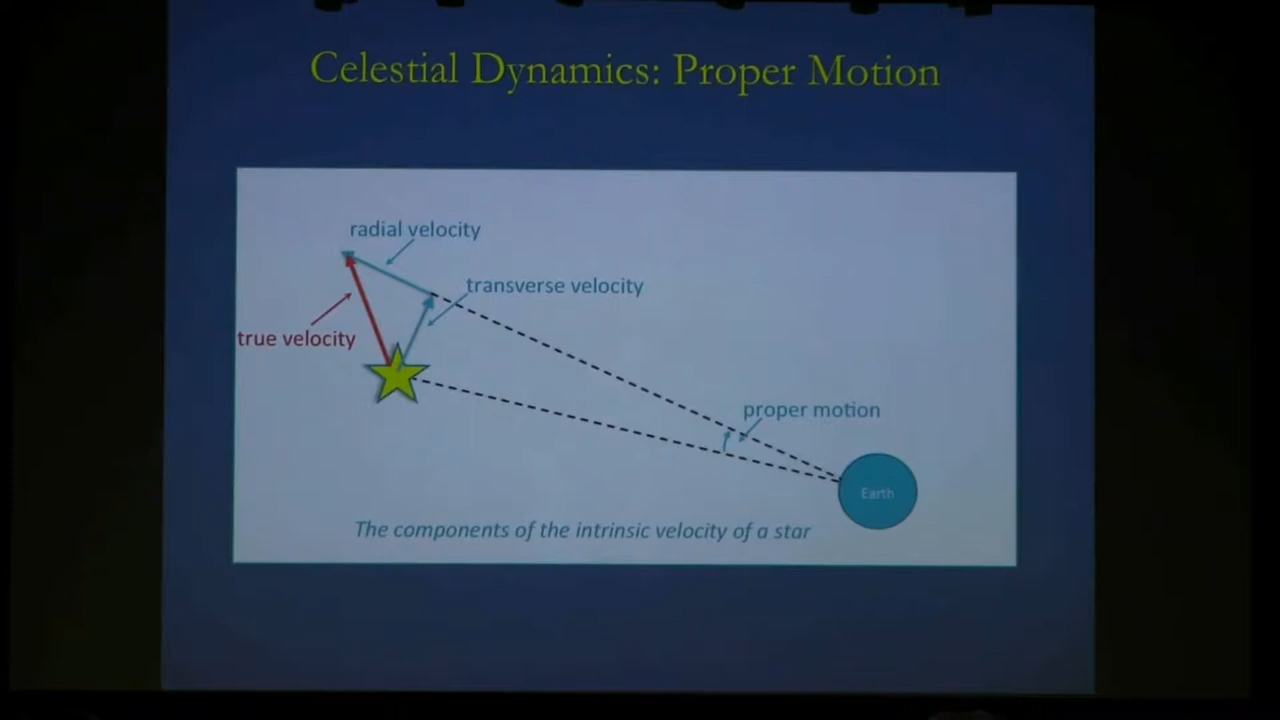 Celestial Dynamics: Proper Motion
radial velocity
transverse velocity
true velocity
proper motion
Earth
The components of the intrinsic velocity of a star